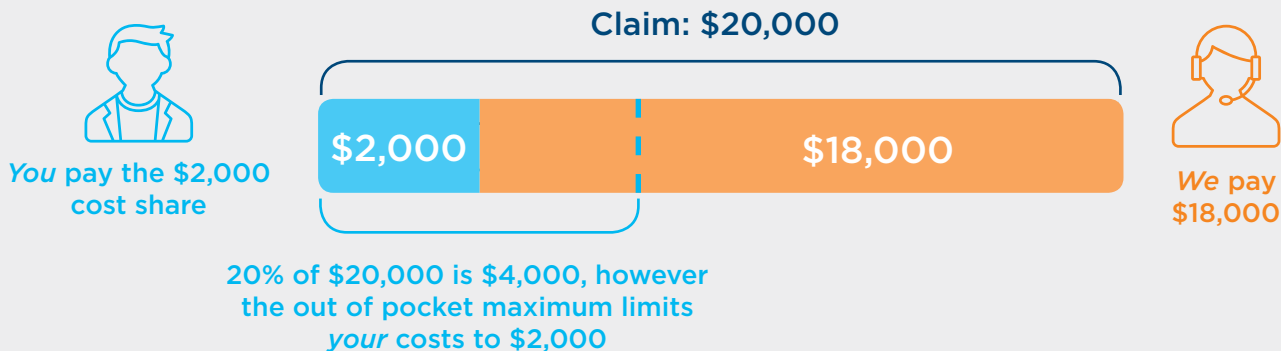 Claim: $20,000
$2,000
$18,000
You pay the $2,000
cost share
We pay
$18,000
20% of $20,000 is $4,000, however
the out of pocket maximum limits
your costs to $2,000